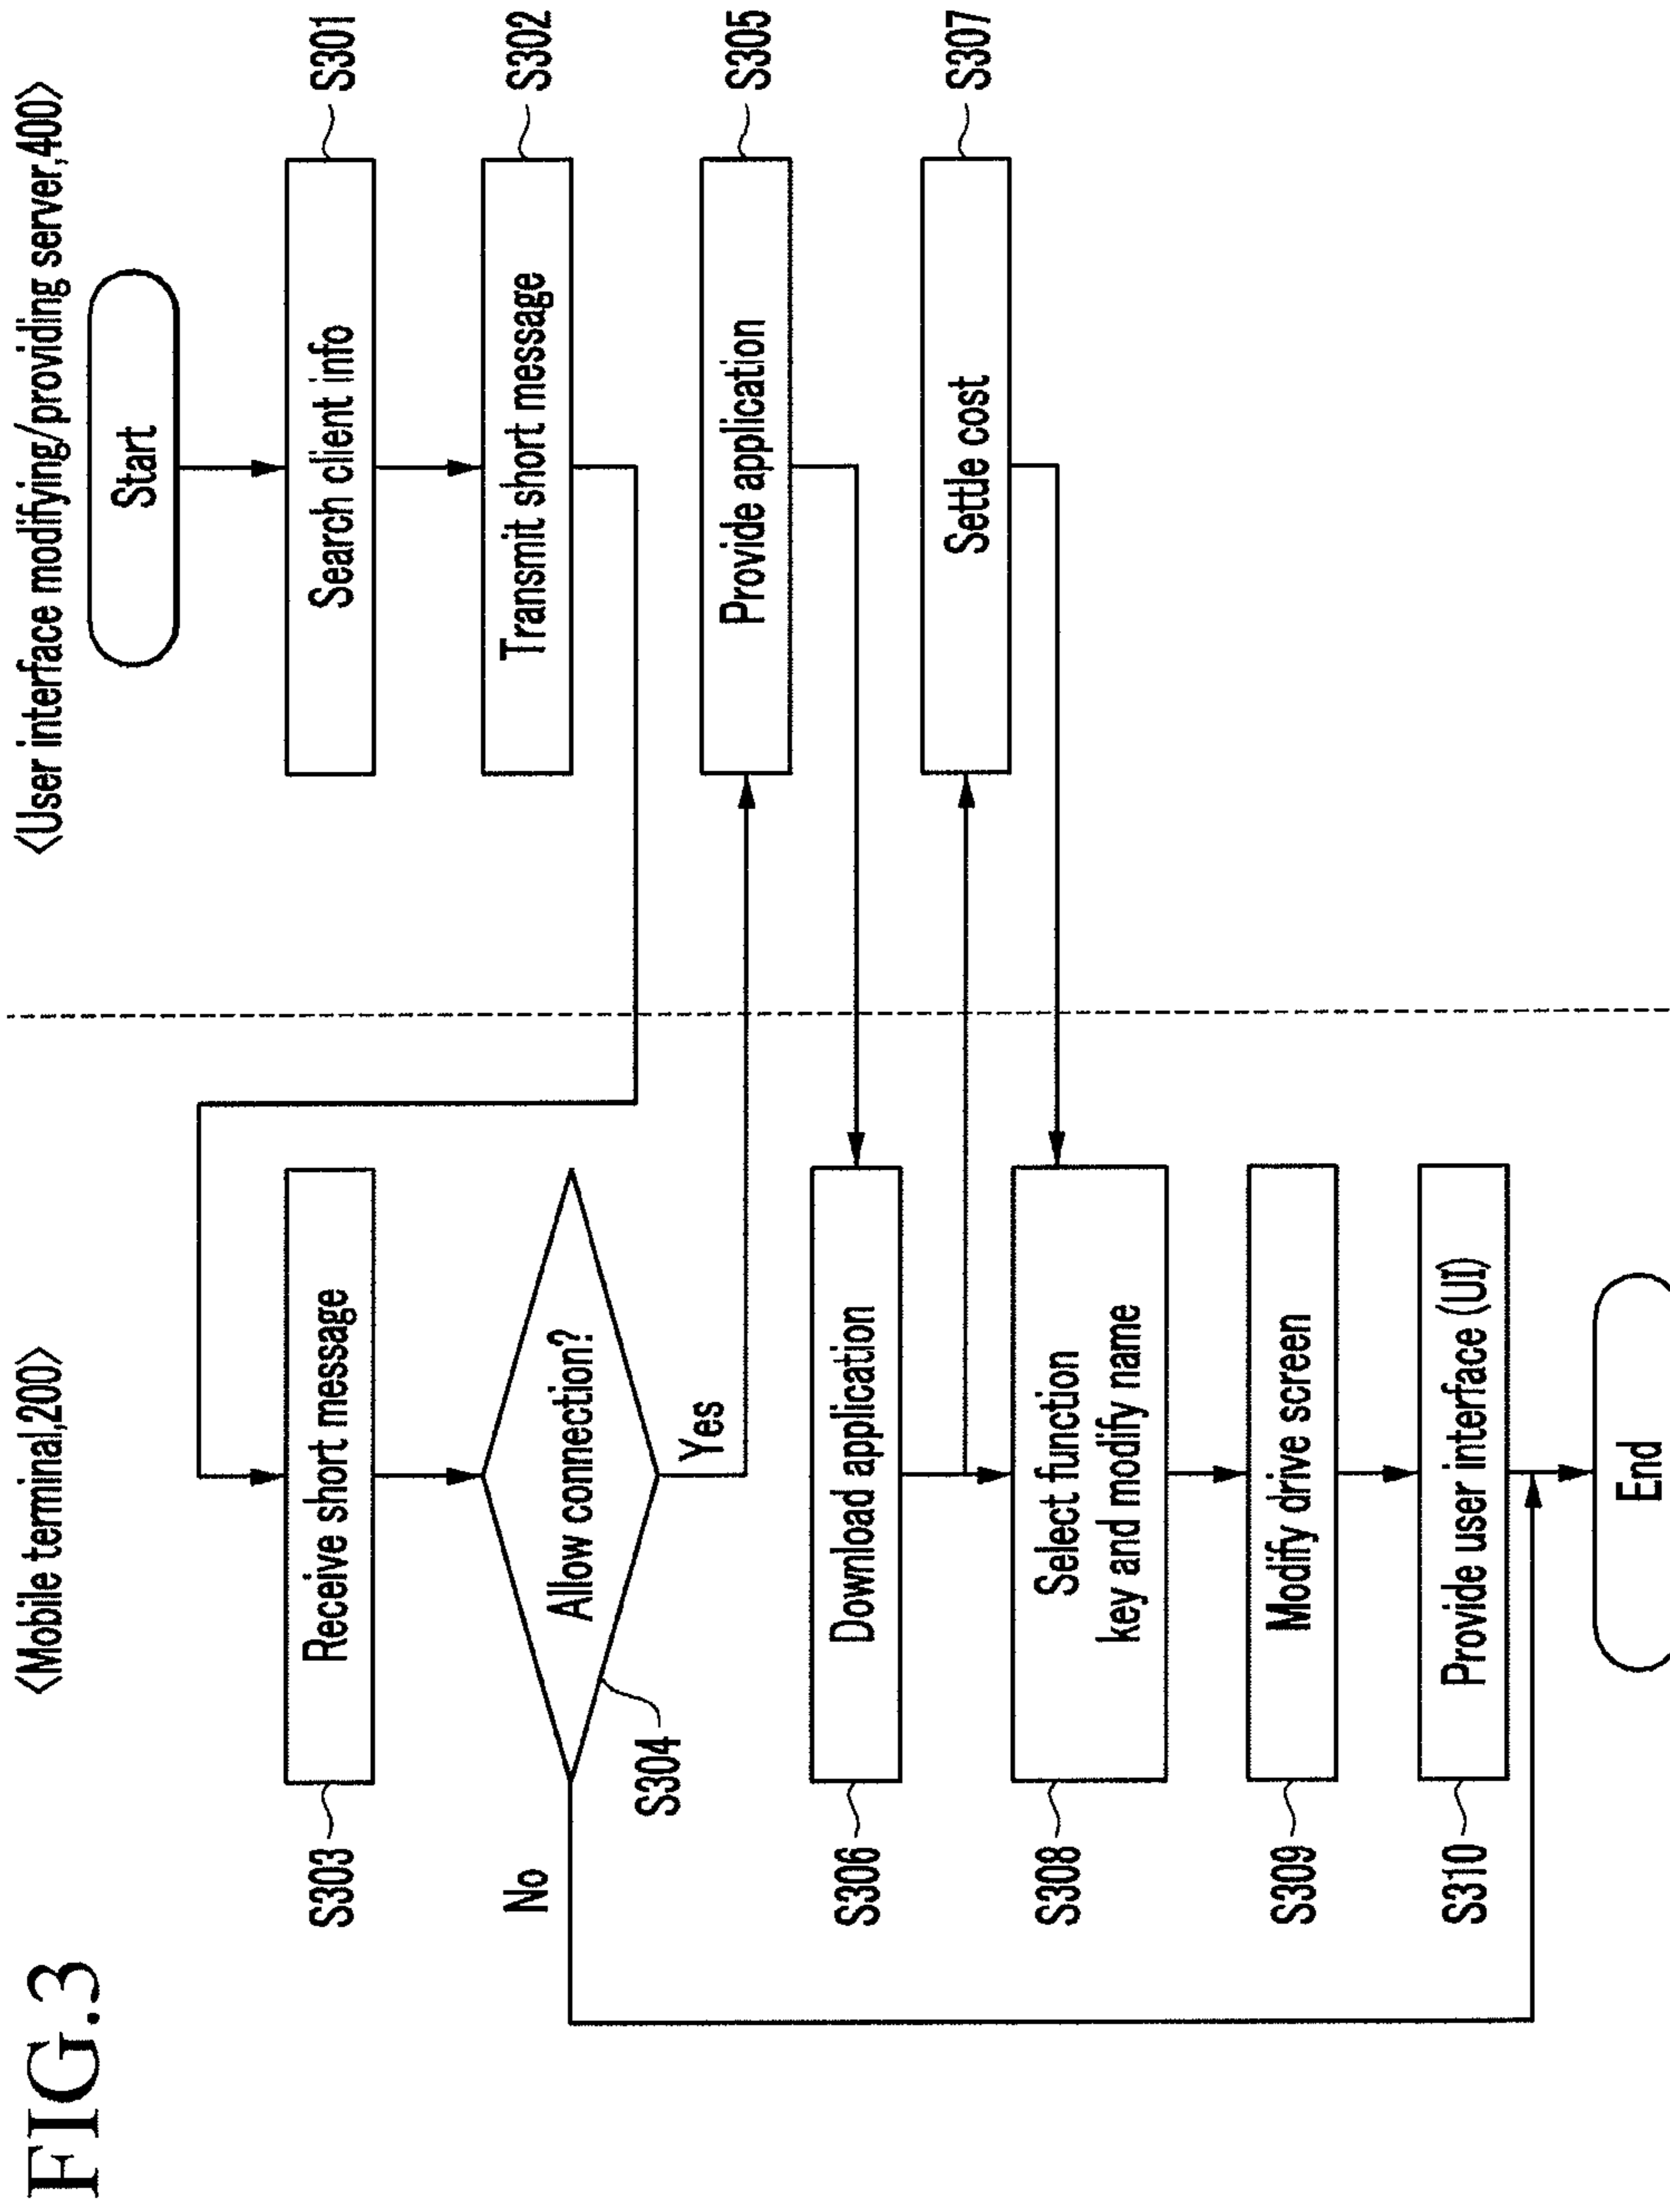 FIG.3
<Mobile terminal,200>
<User interface modifying/providing server,400>
Start
Search client info
S301
Transmit short message
S302
S303
Receive short message
Allow connection?
S304
No
Yes
Provide application
S305
S306
Download application
Settle cost
S307
S308
Select function
key and modify name
S309
Modify drive screen
S310
Provide user interface (UI)
End